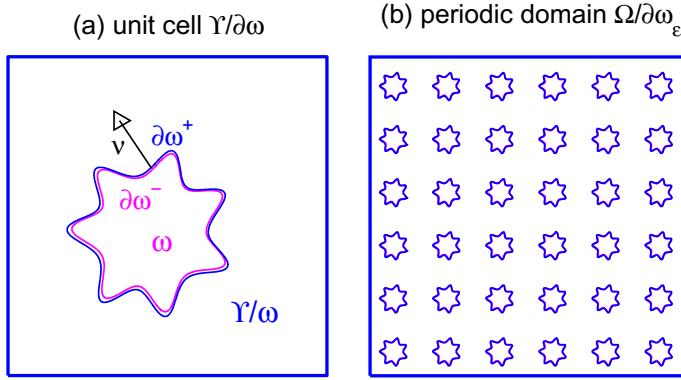 (a) unit cell ϒ/∂ω
(b) periodic domain Ω/∂ω_ε
∂ω⁺
ν
∂ω⁻
ω
ϒ/ω